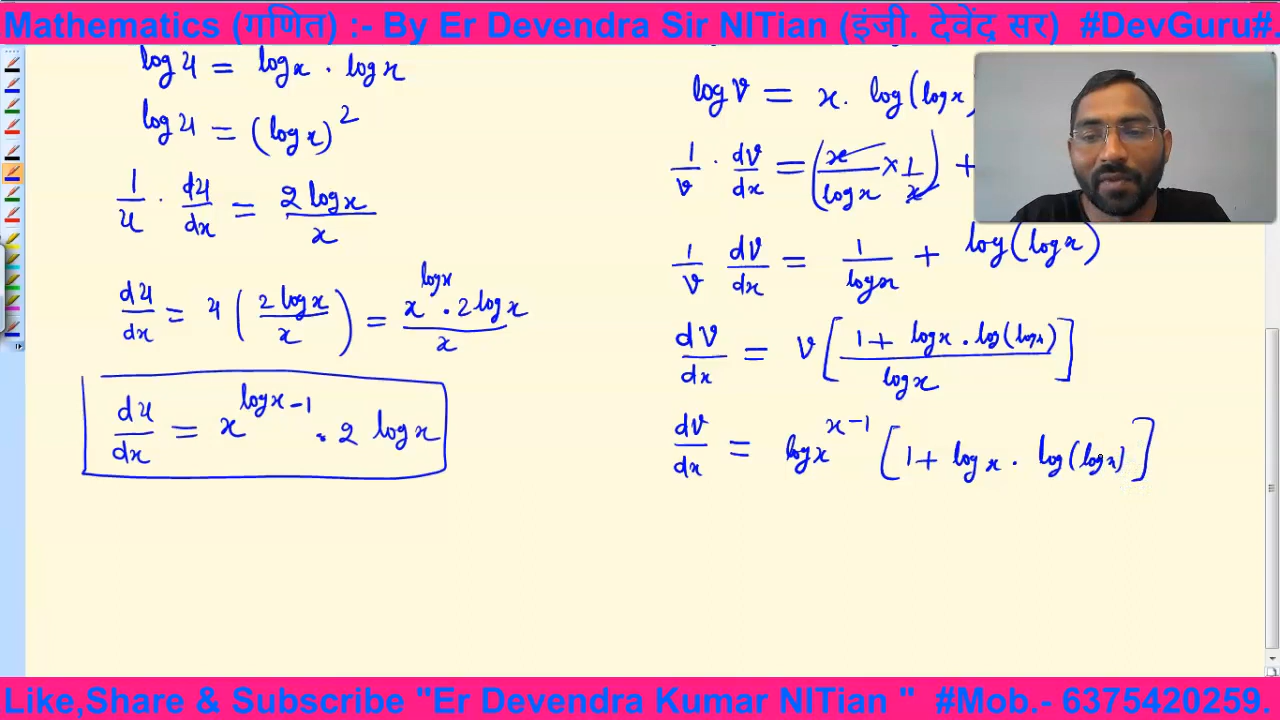 Mathematics (गणित) :- By Er Devendra Sir NITian (इंजी. देवेंद्र सर) #DevGuru#.
log u = log x · log x
log u = (log x)^2
1/u · du/dx = 2 log x / x
du/dx = u (2 log x / x) = x^(log x) · 2 log x / x
du/dx = x^(log x - 1) · 2 log x
log v = x · log(log x)
1/v · dv/dx = (x/log x × 1/x) +
1/v dv/dx = 1/log x + log(log x)
dv/dx = v [1 + log x · log(log x) / log x]
dv/dx = log x^(x-1) [1 + log x · log(log x)]
Like,Share & Subscribe "Er Devendra Kumar NITian " #Mob.- 6375420259.